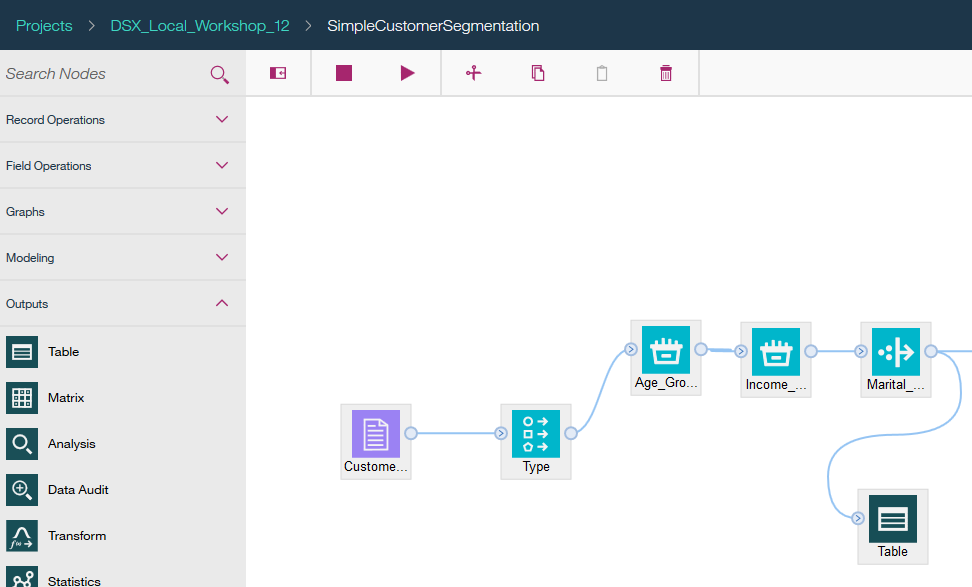 Projects > DSX_Local_Workshop_12 > SimpleCustomerSegmentation
Search Nodes
Record Operations
Field Operations
Graphs
Modeling
Outputs
Table
Matrix
Analysis
Data Audit
Transform
Statistics
Age_Gro...
Income_...
Marital_...
Custome...
Type
Table